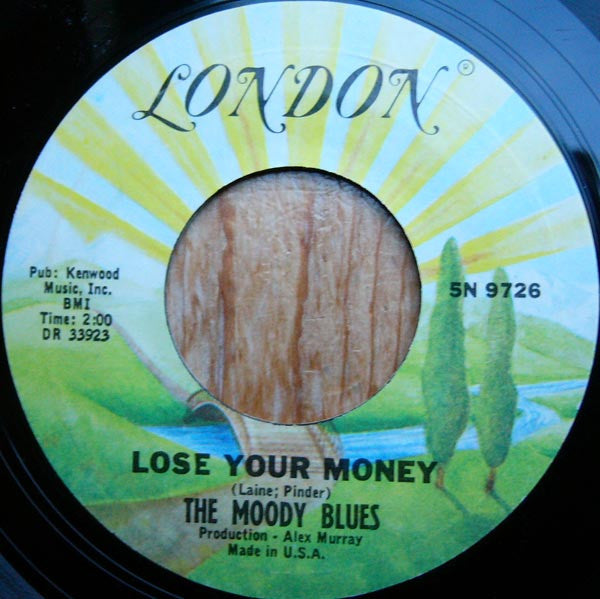 LONDON®
Pub: Kenwood
Music, Inc.
BMI
Time: 2:00
DR 33923
5N 9726
LOSE YOUR MONEY
(Laine; Pinder)
THE MOODY BLUES
Production - Alex Murray
Made in U.S.A.